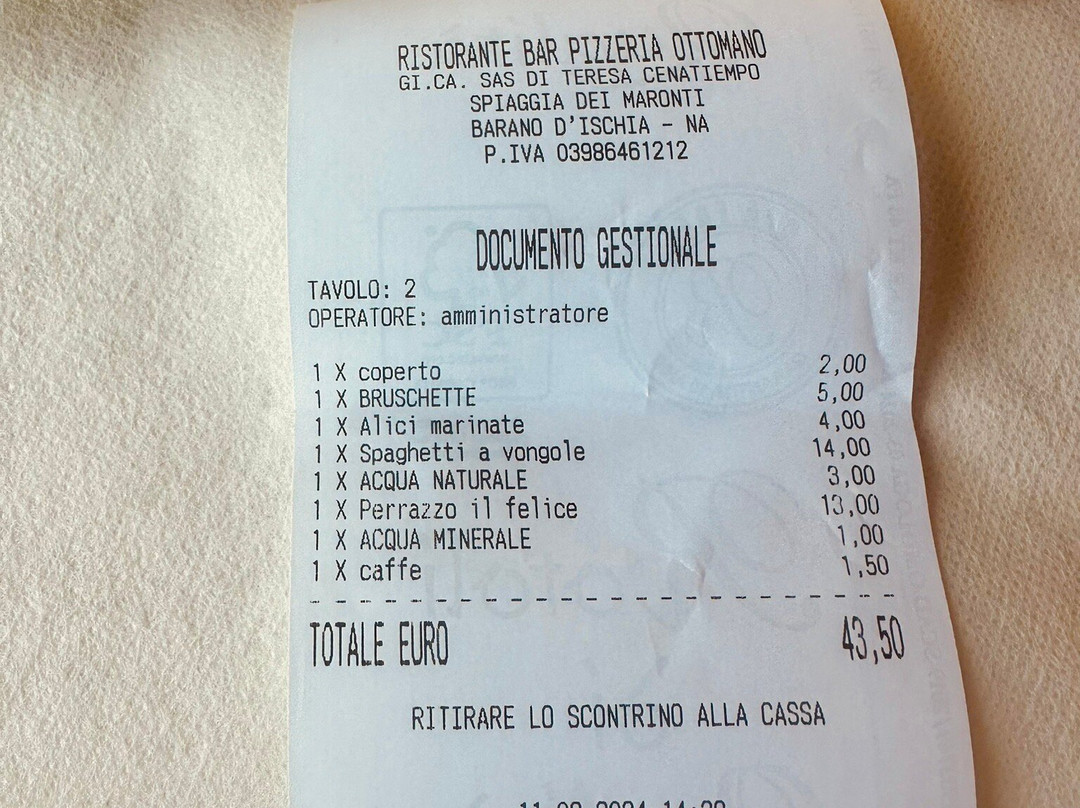 RISTORANTE BAR PIZZERIA OTTOMANO
GI.CA. SAS DI TERESA CENATIEMPO
SPIAGGIA DEI MARONTI
BARANO D'ISCHIA - NA
P.IVA 03986461212
DOCUMENTO GESTIONALE
TAVOLO: 2
OPERATORE: amministratore
1 X coperto 2,00
1 X BRUSCHETTE 5,00
1 X Alici marinate 4,00
1 X Spaghetti a vongole 14,00
1 X ACQUA NATURALE 3,00
1 X Perrazzo il felice 13,00
1 X ACQUA MINERALE 1,00
1 X caffe 1,50
TOTALE EURO 43,50
RITIRARE LO SCONTRINO ALLA CASSA